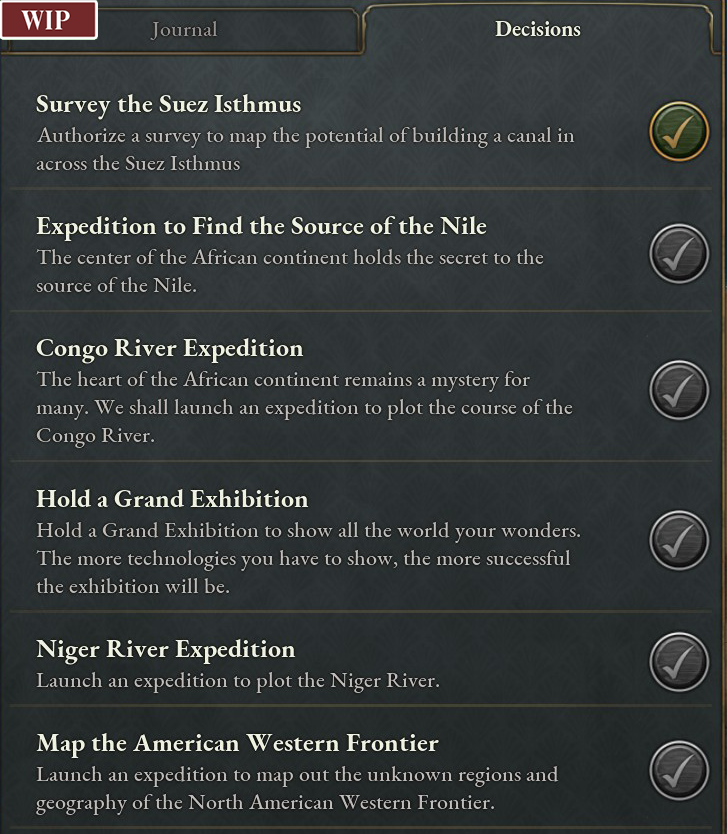 WIP
Journal
Decisions
Survey the Suez Isthmus
Authorize a survey to map the potential of building a canal in
across the Suez Isthmus
Expedition to Find the Source of the Nile
The center of the African continent holds the secret to the
source of the Nile.
Congo River Expedition
The heart of the African continent remains a mystery for
many. We shall launch an expedition to plot the course of the
Congo River.
Hold a Grand Exhibition
Hold a Grand Exhibition to show all the world your wonders.
The more technologies you have to show, the more successful
the exhibition will be.
Niger River Expedition
Launch an expedition to plot the Niger River.
Map the American Western Frontier
Launch an expedition to map out the unknown regions and
geography of the North American Western Frontier.